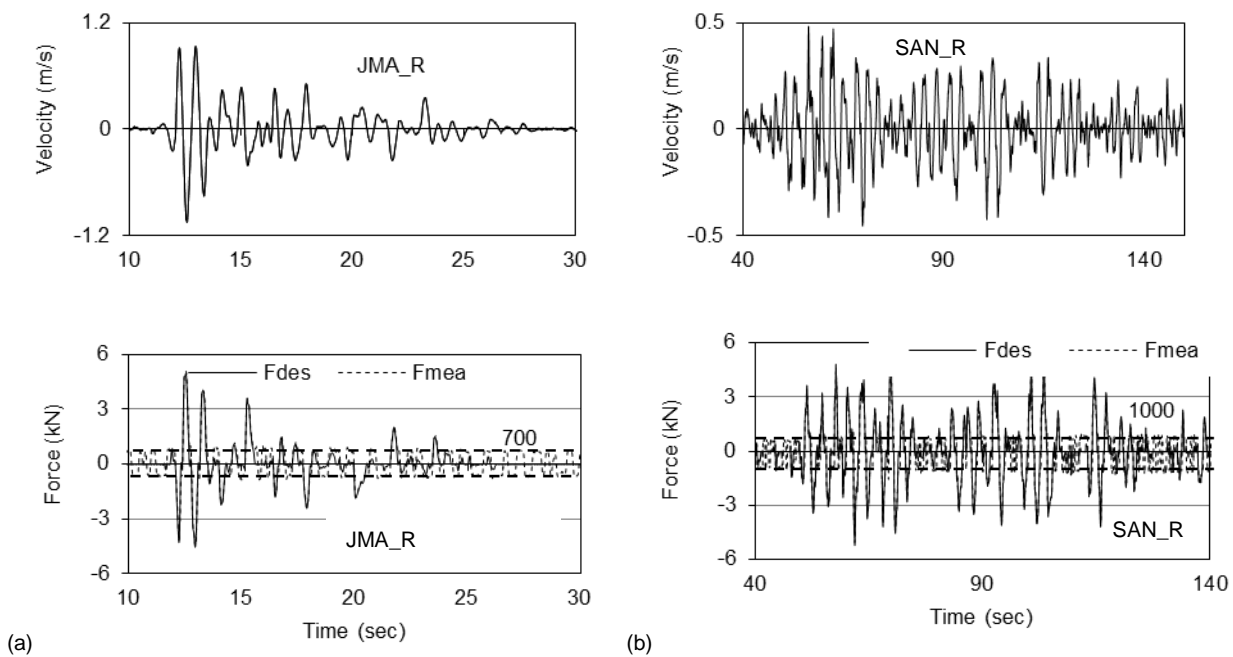 1.2
0
-1.2
Velocity (m/s)
JMA_R
10 15 20 25 30
0.5
0
-0.5
Velocity (m/s)
SAN_R
40 90 140
6
3
0
-3
-6
Force (kN)
Fdes Fmea
700
JMA_R
10 15 20 25 30
Time (sec)
(a)
6
3
0
-3
-6
Force (kN)
Fdes Fmea
1000
SAN_R
40 90 140
Time (sec)
(b)